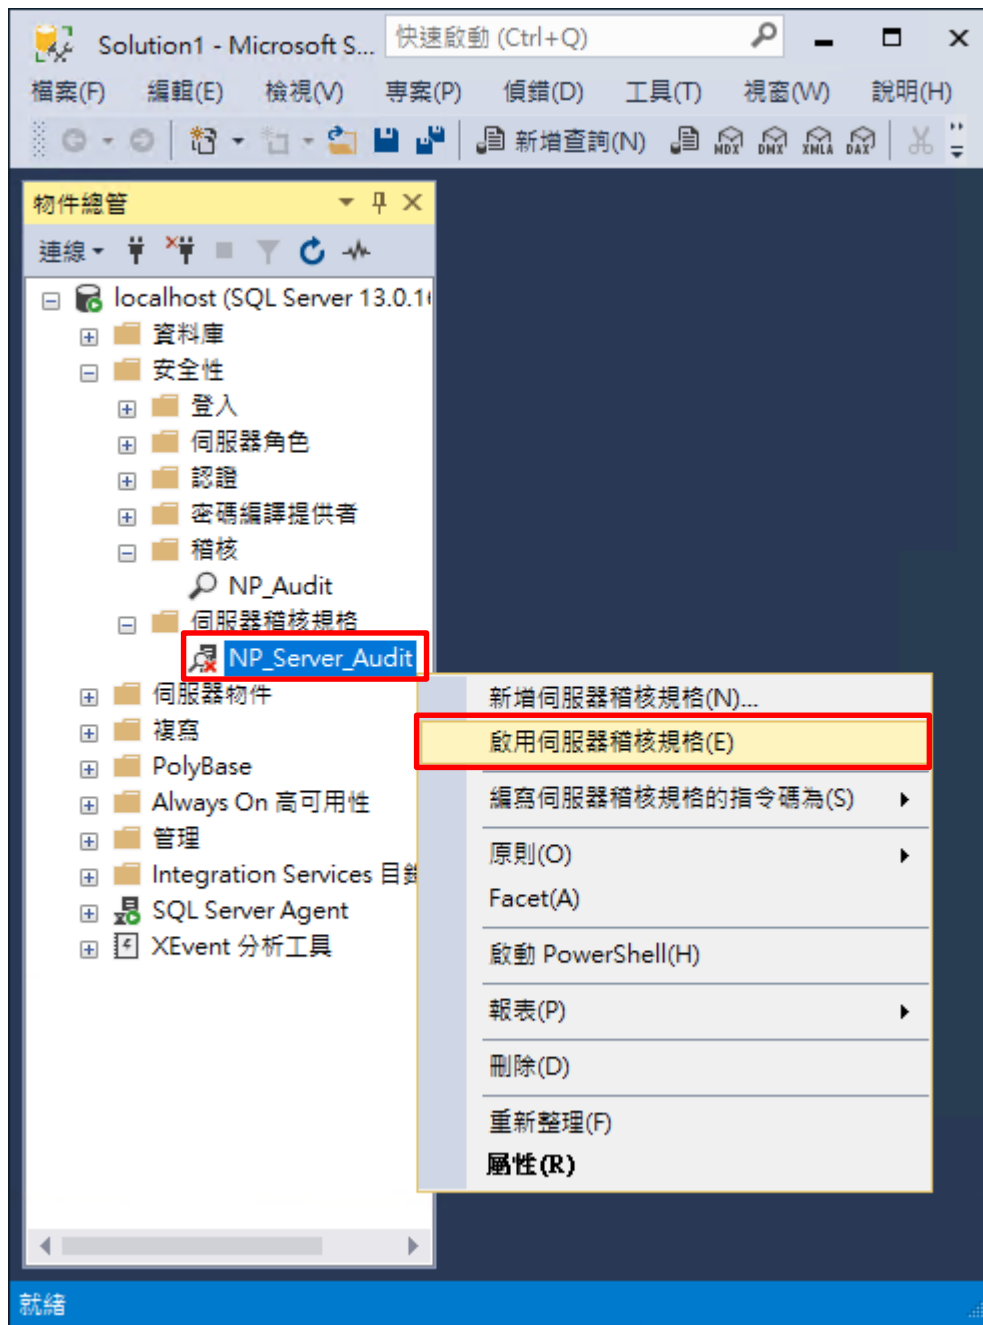 Solution1 - Microsoft S...
快速啟動 (Ctrl+Q)
檔案(F) 編輯(E) 檢視(V) 專案(P) 偵錯(D) 工具(T) 視窗(W) 說明(H)
新增查詢(N) MDX DMX XMLA DAX
物件總管
連線
localhost (SQL Server 13.0.1
資料庫
安全性
登入
伺服器角色
認證
密碼編譯提供者
稽核
NP_Audit
伺服器稽核規格
NP_Server_Audit
伺服器物件
複寫
PolyBase
Always On 高可用性
管理
Integration Services 目錄
SQL Server Agent
XEvent 分析工具
新增伺服器稽核規格(N)...
啟用伺服器稽核規格(E)
編寫伺服器稽核規格的指令碼為(S)
原則(O)
Facet(A)
啟動 PowerShell(H)
報表(P)
刪除(D)
重新整理(F)
屬性(R)
就緒